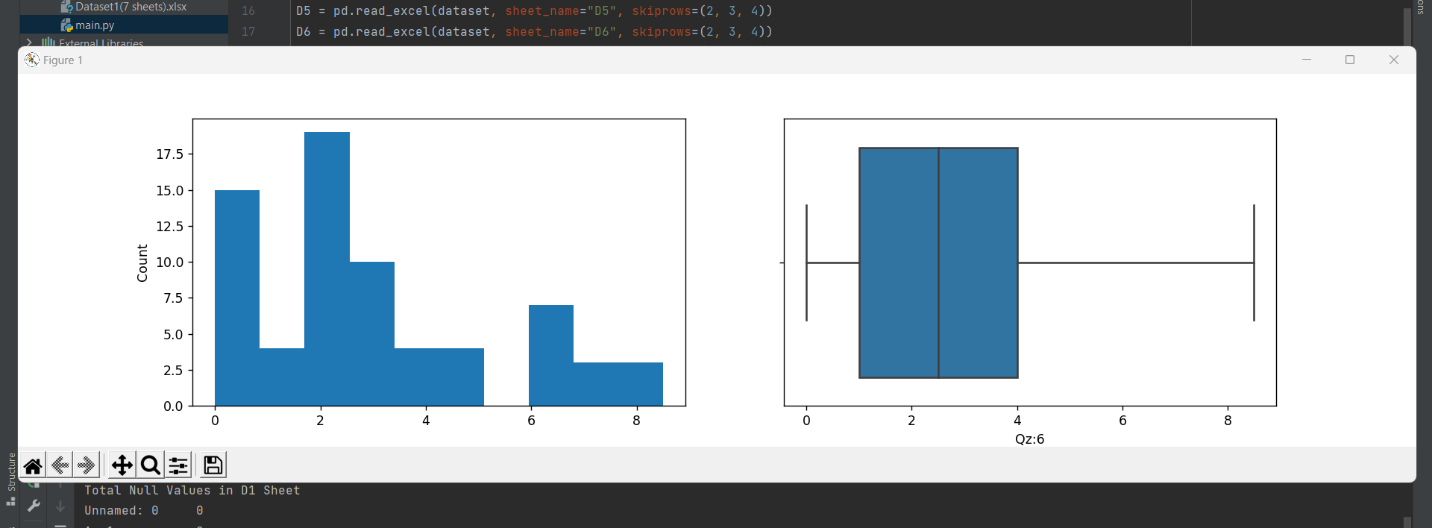 Dataset1(7 sheets).xlsx
main.py
External Libraries
16 D5 = pd.read_excel(dataset, sheet_name="D5", skiprows=(2, 3, 4))
17 D6 = pd.read_excel(dataset, sheet_name="D6", skiprows=(2, 3, 4))
Figure 1
17.5
15.0
12.5
10.0
7.5
5.0
2.5
0.0
Count
0 2 4 6 8
0 2 4 6 8
Qz:6
Structure
Total Null Values in D1 Sheet
Unnamed: 0 0